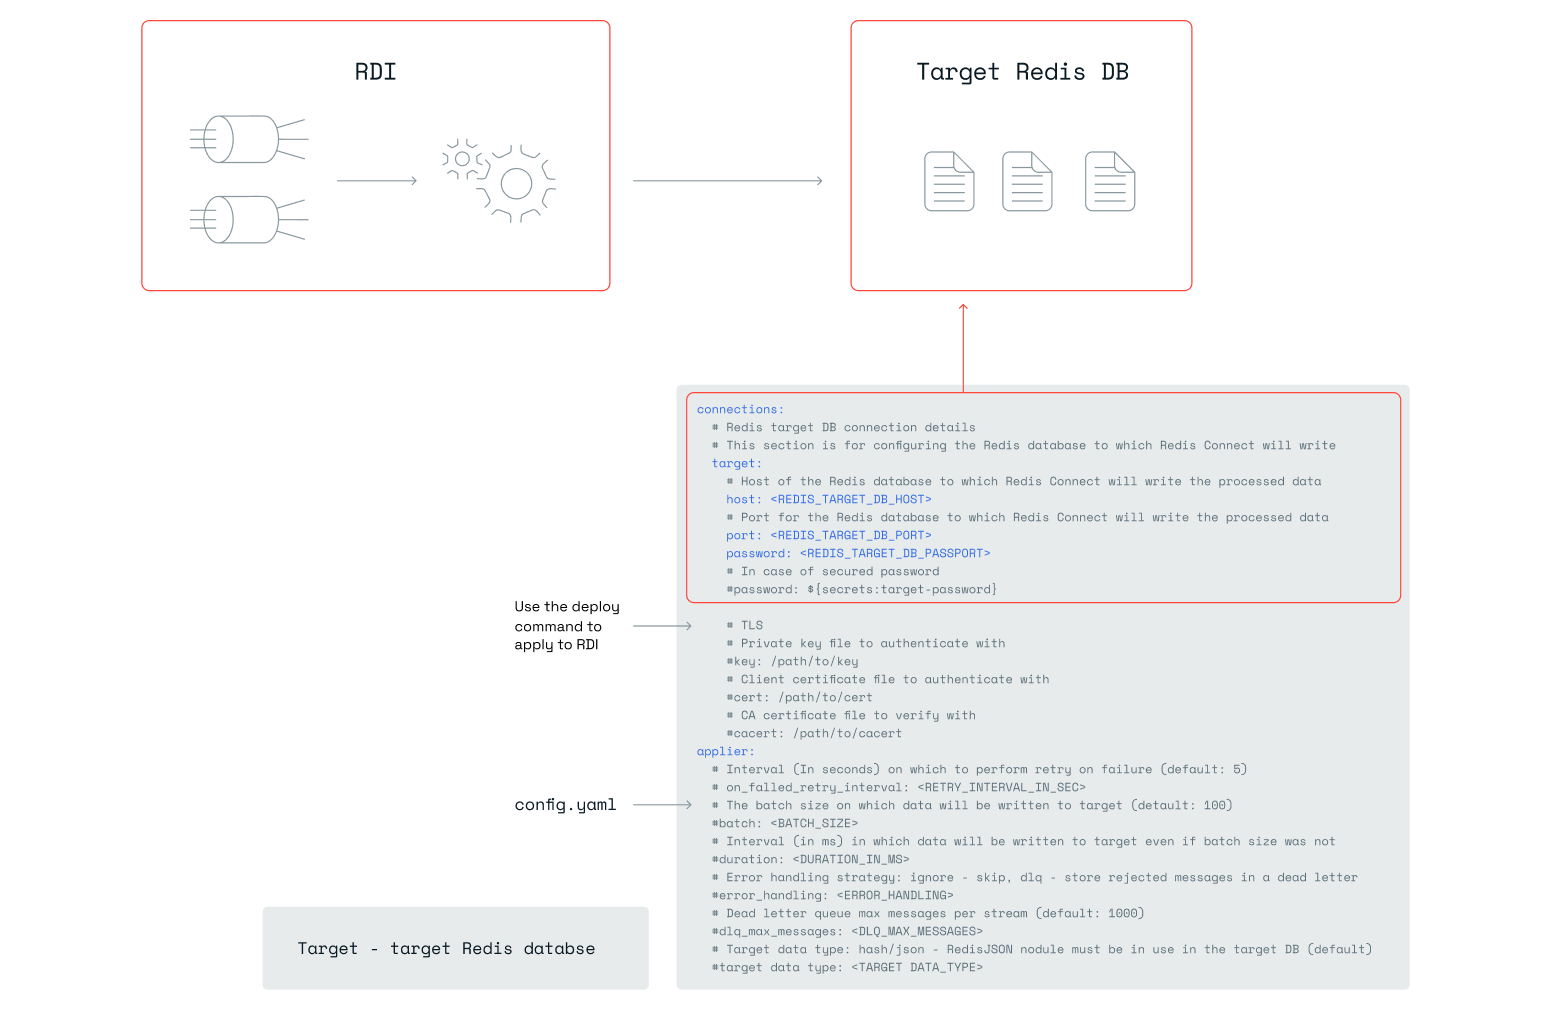 RDI
Target Redis DB
connections:
# Redis target DB connection details
# This section is for configuring the Redis database to which Redis Connect will write
target:
# Host of the Redis database to which Redis Connect will write the processed data
host: <REDIS_TARGET_DB_HOST>
# Port for the Redis database to which Redis Connect will write the processed data
port: <REDIS_TARGET_DB_PORT>
password: <REDIS_TARGET_DB_PASSPORT>
# In case of secured password
#password: ${secrets:target-password}
Use the deploy
command to
apply to RDI
# TLS
# Private key file to authenticate with
#key: /path/to/key
# Client certificate file to authenticate with
#cert: /path/to/cert
# CA certificate file to verify with
#cacert: /path/to/cacert
applier:
# Interval (In seconds) on which to perform retry on failure (default: 5)
# on_falled_retry_interval: <RETRY_INTERVAL_IN_SEC>
config.yaml
# The batch size on which data will be written to target (detault: 100)
#batch: <BATCH_SIZE>
# Interval (in ms) in which data will be written to target even if batch size was not
#duration: <DURATION_IN_MS>
# Error handling strategy: ignore - skip, dlq - store rejected messages in a dead letter
#error_handling: <ERROR_HANDLING>
# Dead letter queue max messages per stream (default: 1000)
#dlq_max_messages: <DLQ_MAX_MESSAGES>
# Target data type: hash/json - RedisJSON nodule must be in use in the target DB (default)
#target data type: <TARGET DATA_TYPE>
Target - target Redis databse